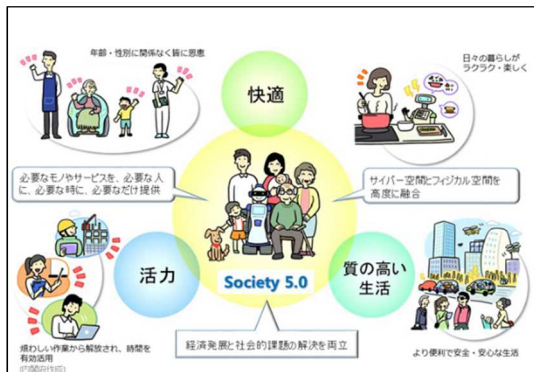 年齢・性別に関係なく皆に恩恵
快適
日々の暮らしが
ラクラク・楽しく
必要なモノやサービスを、必要な人
に、必要な時に、必要なだけ提供
サイバー空間とフィジカル空間を
高度に融合
活力
Society 5.0
質の高い
生活
経済発展と社会的課題の解決を両立
煩わしい作業から解放され、時間を
有効活用
(内閣府作成)
より便利で安全・安心な生活